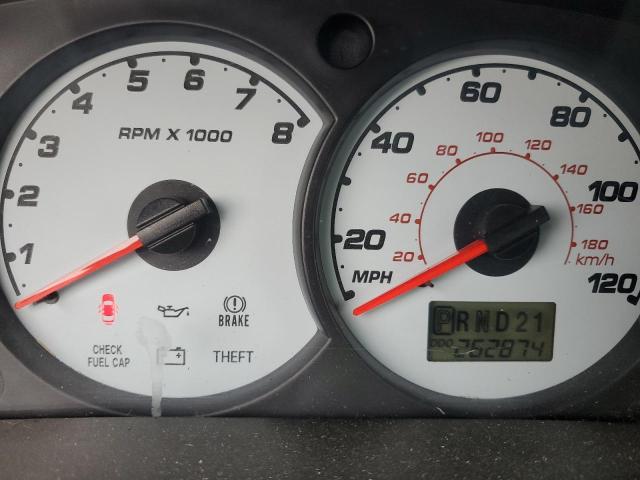 1 2 3 4 5 6 7 8
RPM X 1000
BRAKE
CHECK
FUEL CAP
THEFT
20 40 60 80 100 120
MPH
20 40 60 80 100 120 140 160 180
km/h
PRND21
ODO 252874